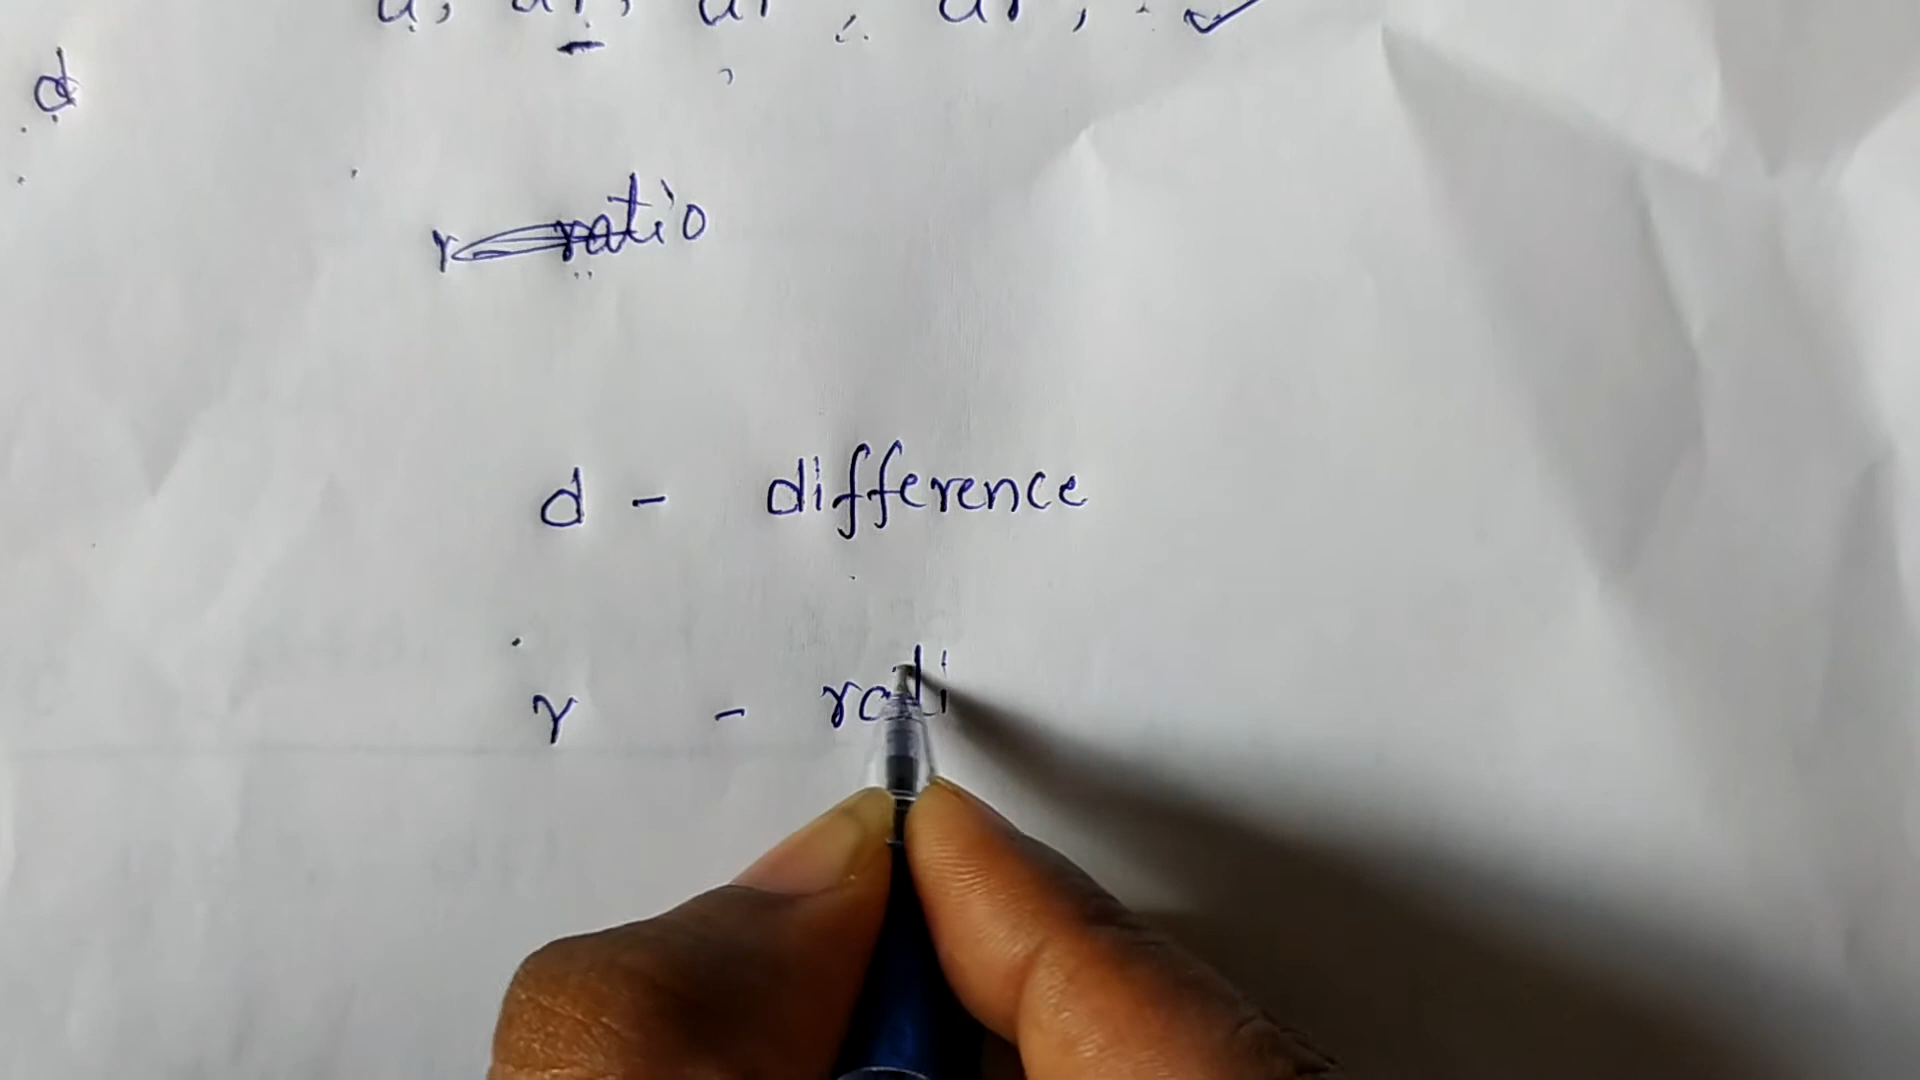 d
r ratio
d - difference
r - rati